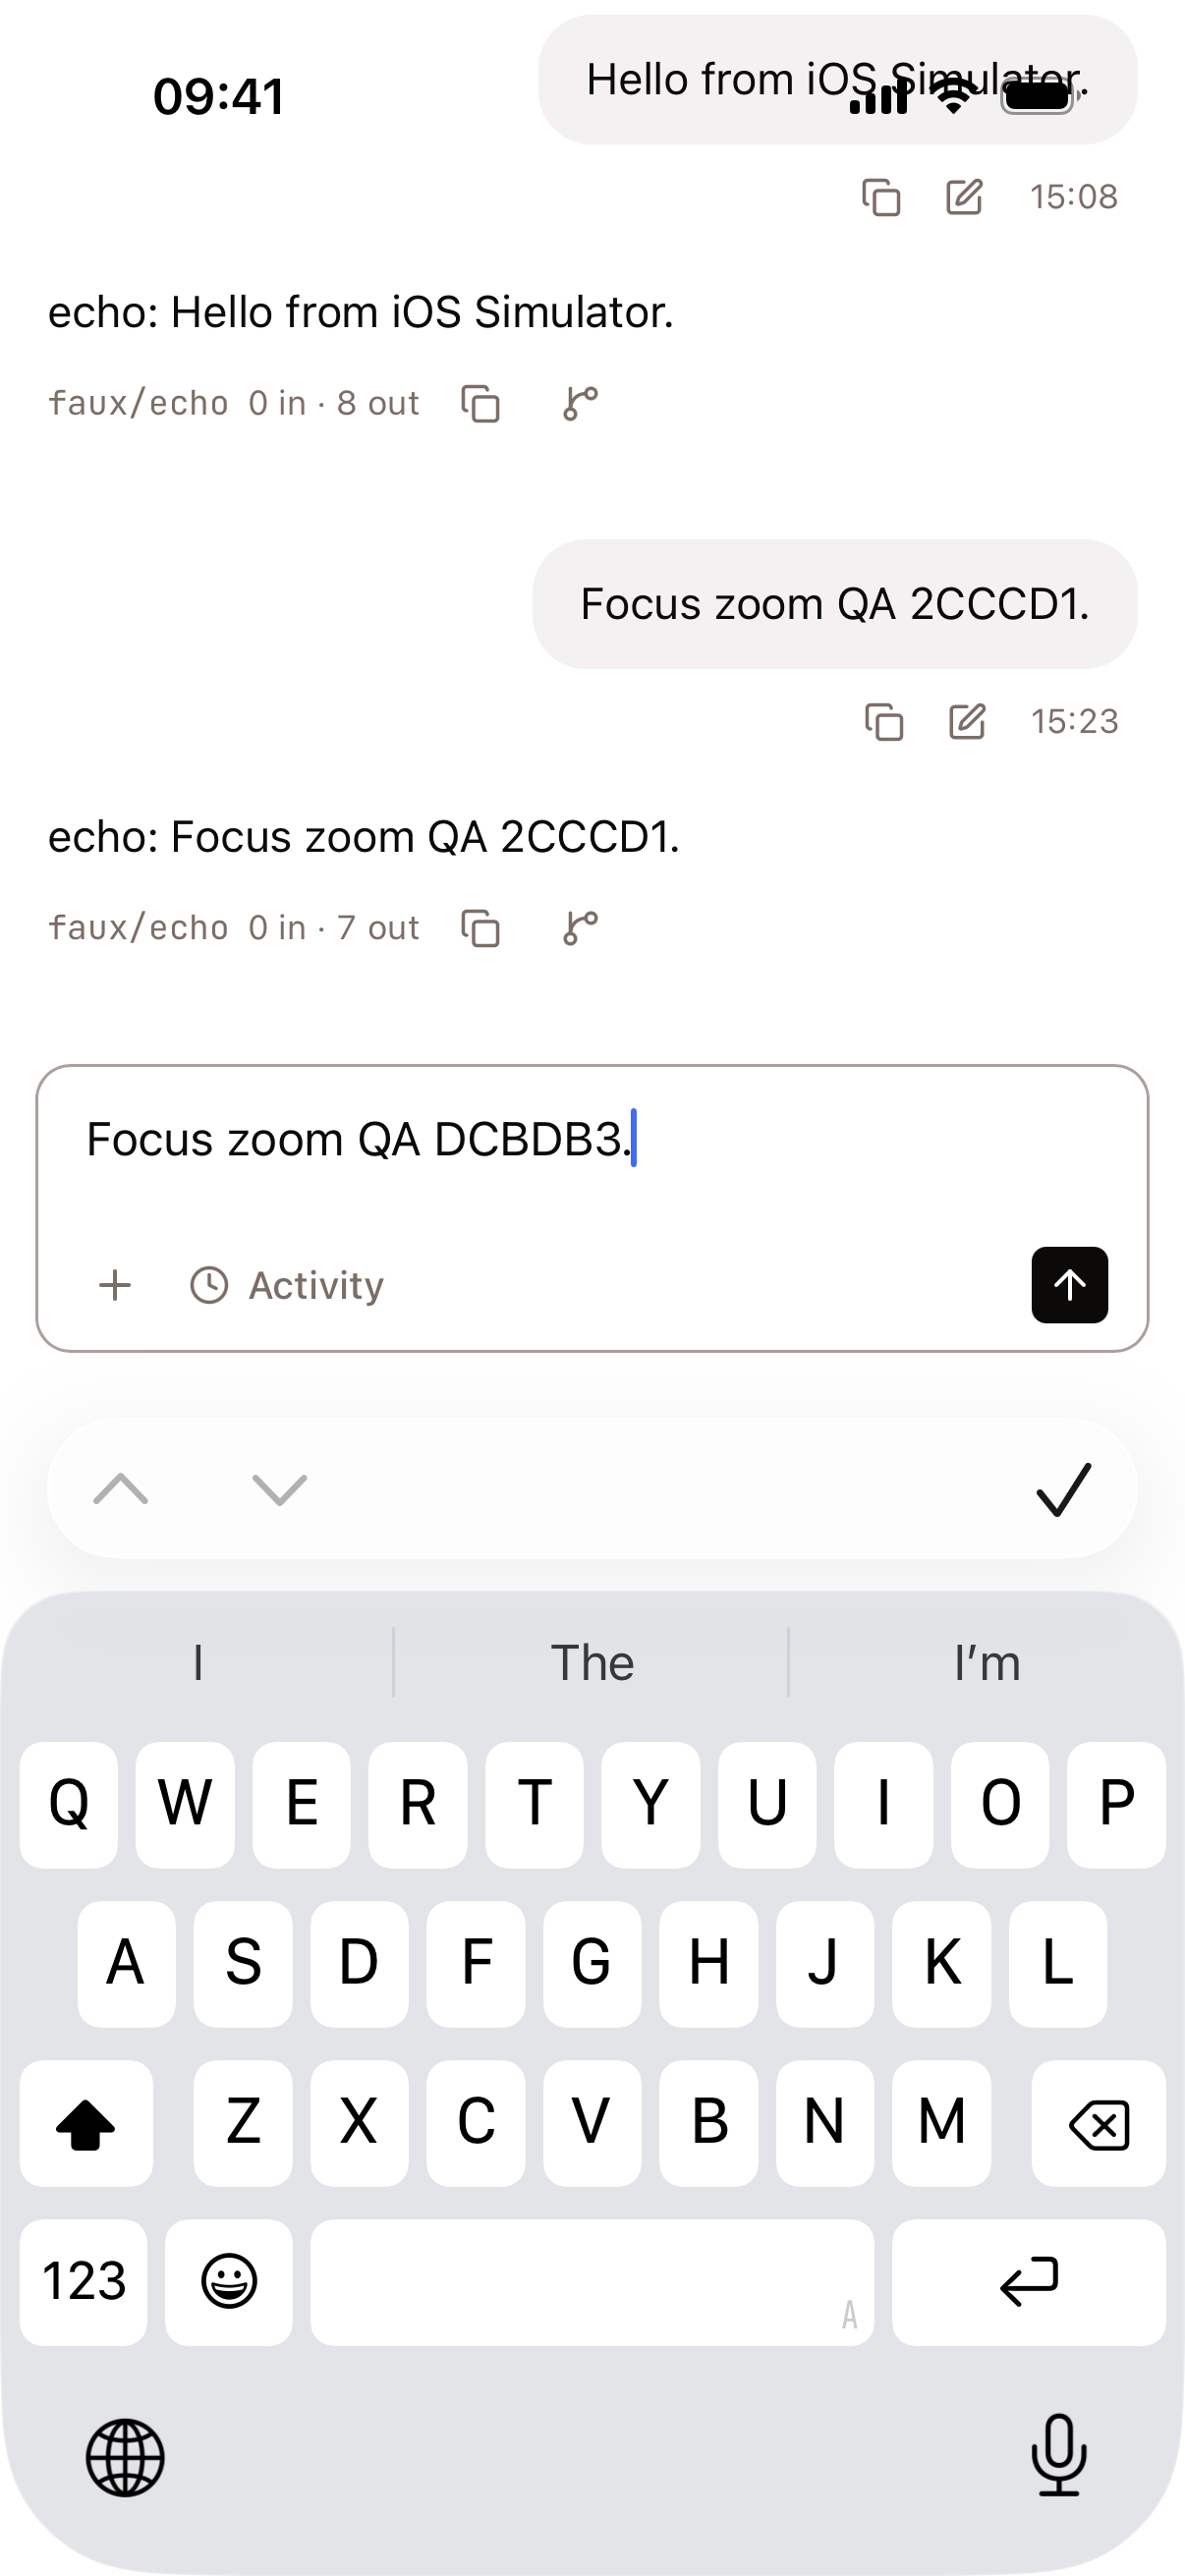 Hello from iOS Simulator.
09:41
15:08
echo: Hello from iOS Simulator.
faux/echo 0 in · 8 out
Focus zoom QA 2CCCD1.
15:23
echo: Focus zoom QA 2CCCD1.
faux/echo 0 in · 7 out
Focus zoom QA DCBDB3.
Activity
I The I’m
Q W E R T Y U I O P
A S D F G H J K L
Z X C V B N M
123
A